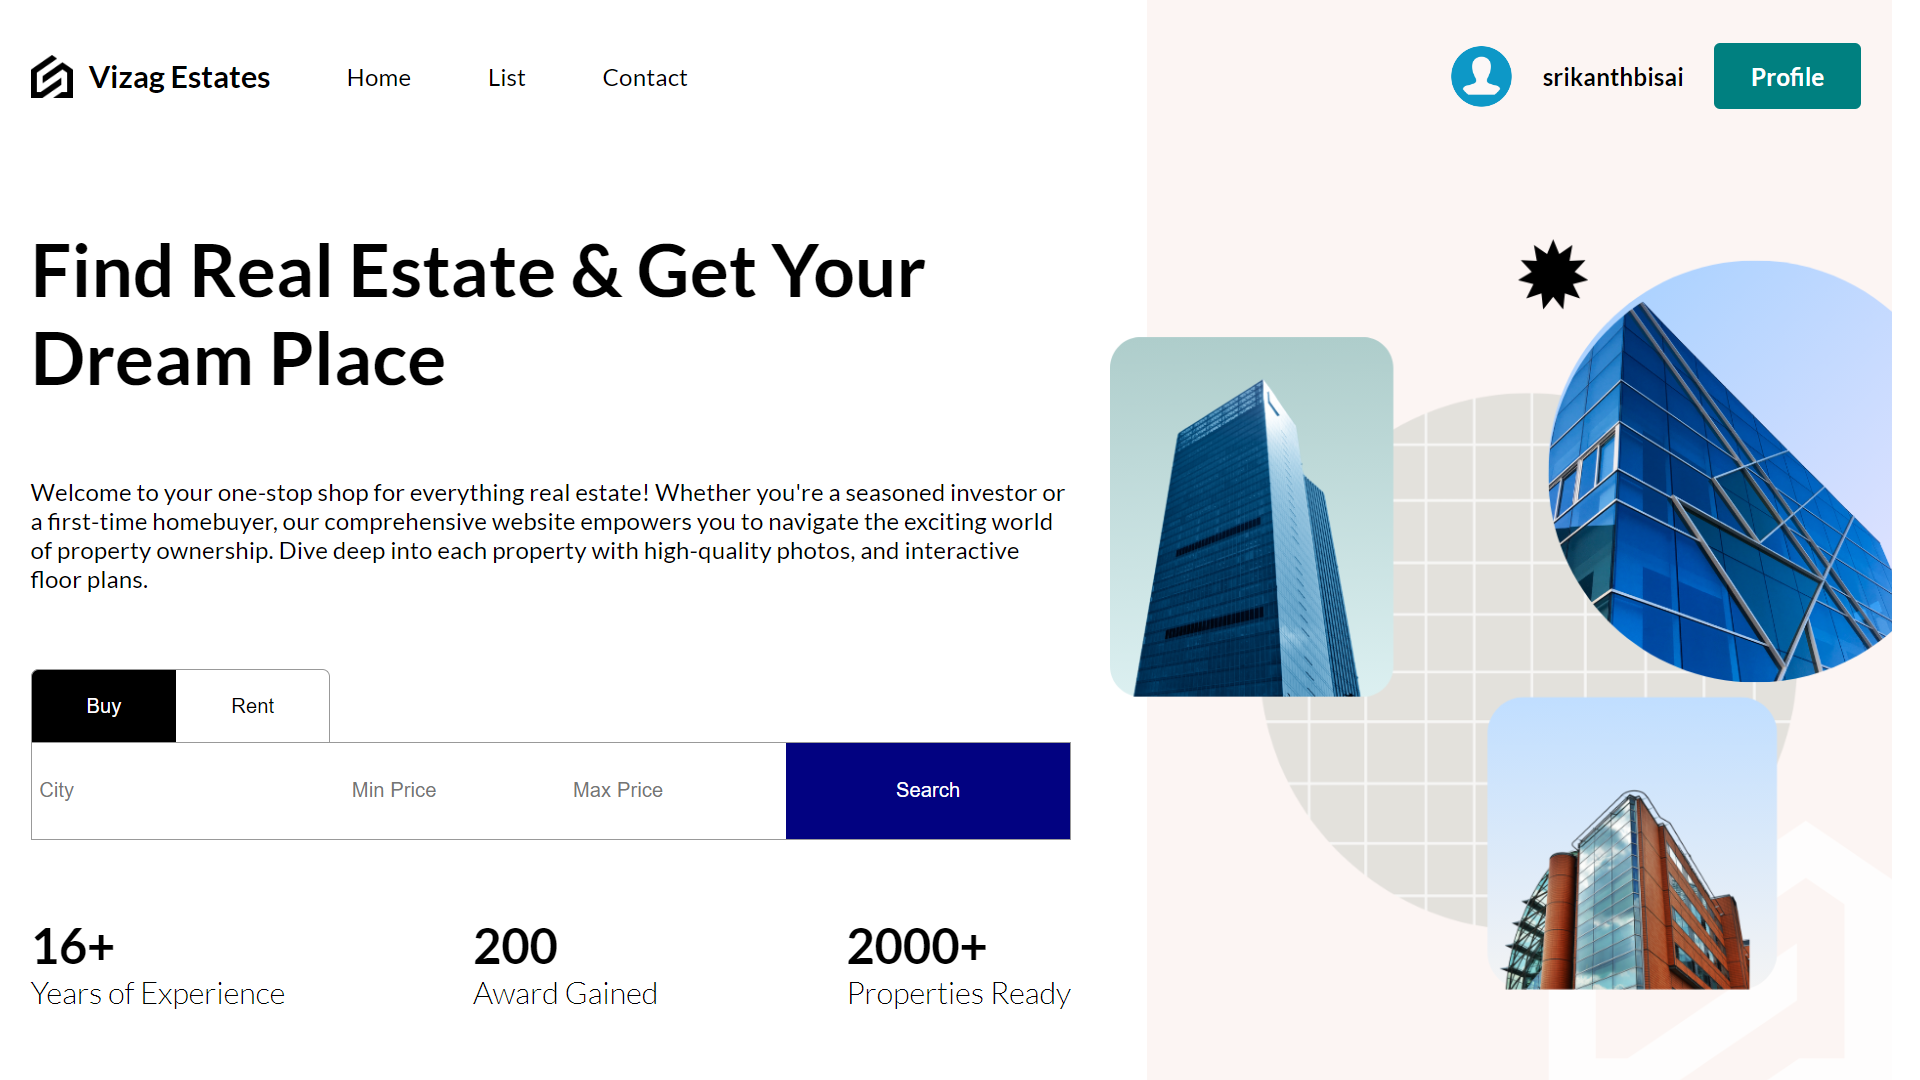 Vizag Estates
Home
List
Contact
srikanthbisai
Profile
Find Real Estate & Get Your
Dream Place
Welcome to your one-stop shop for everything real estate! Whether you're a seasoned investor or
a first-time homebuyer, our comprehensive website empowers you to navigate the exciting world
of property ownership. Dive deep into each property with high-quality photos, and interactive
floor plans.
Buy
Rent
City
Min Price
Max Price
Search
16+
Years of Experience
200
Award Gained
2000+
Properties Ready